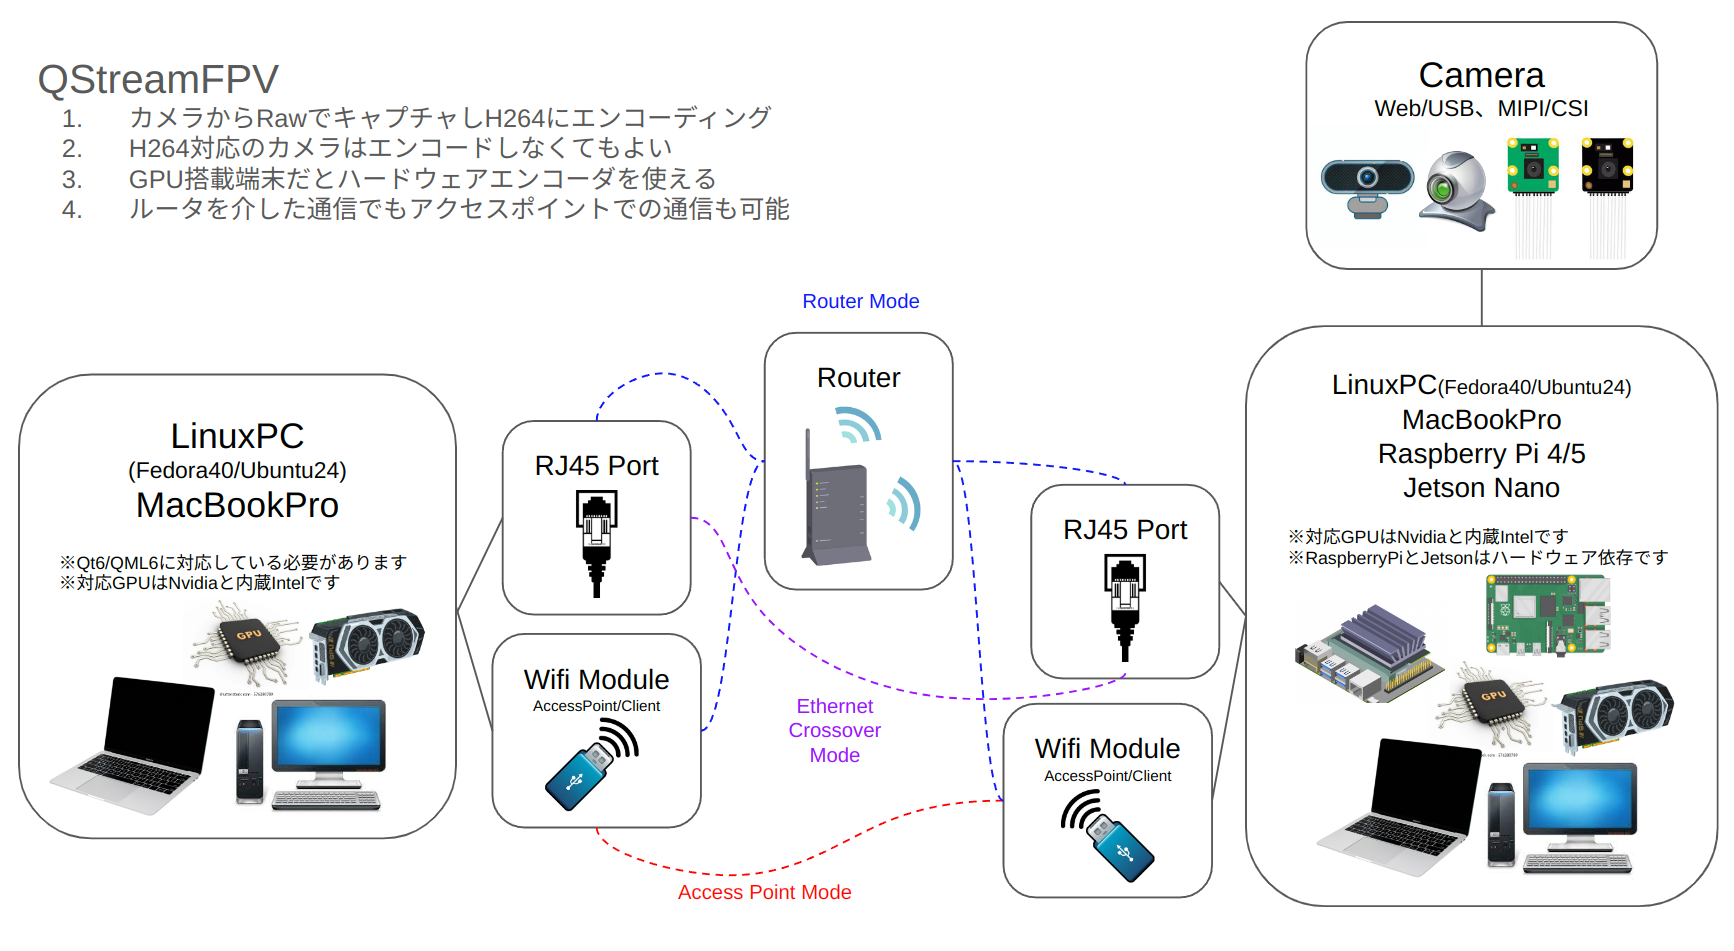 QStreamFPV
1. カメラからRawでキャプチャしH264にエンコーディング
2. H264対応のカメラはエンコードしなくてもよい
3. GPU搭載端末だとハードウェアエンコーダを使える
4. ルータを介した通信でもアクセスポイントでの通信も可能
Camera
Web/USB、MIPI/CSI
Router Mode
Router
LinuxPC
(Fedora40/Ubuntu24)
MacBookPro
※Qt6/QML6に対応している必要があります
※対応GPUはNvidiaと内蔵Intelです
GPU
RJ45 Port
Wifi Module
AccessPoint/Client
Ethernet
Crossover
Mode
Access Point Mode
RJ45 Port
Wifi Module
AccessPoint/Client
LinuxPC(Fedora40/Ubuntu24)
MacBookPro
Raspberry Pi 4/5
Jetson Nano
※対応GPUはNvidiaと内蔵Intelです
※RaspberryPiとJetsonはハードウェア依存です
GPU